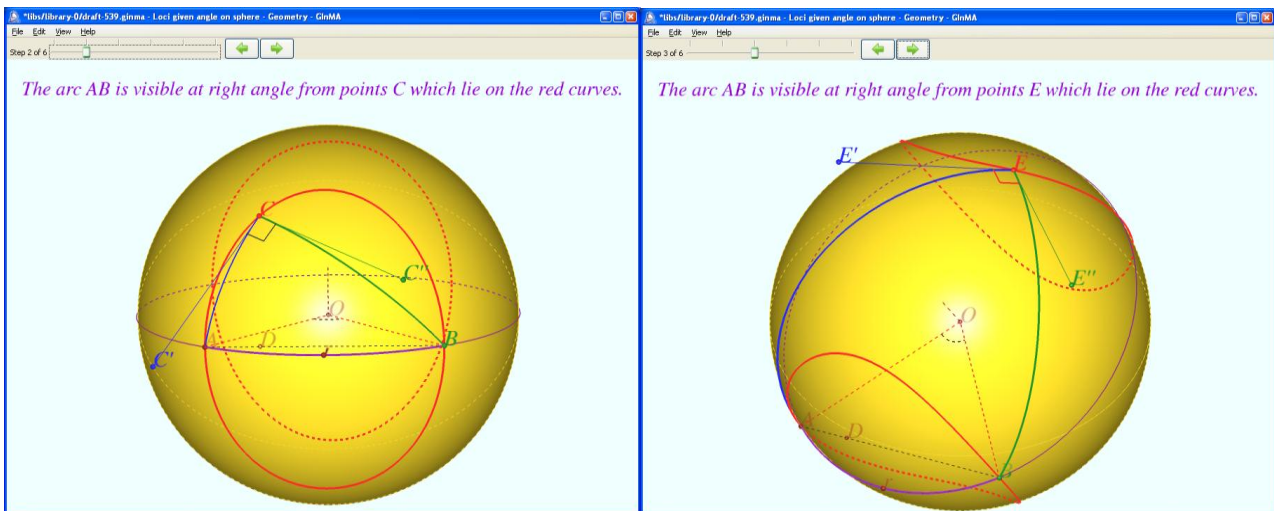 *libs/library-0/draft-539.ginma - Loci given angle on sphere - Geometry - GInMA
File Edit View Help
Step 2 of 6
The arc AB is visible at right angle from points C which lie on the red curves.
C
C"
O
A
D
B
r
C'
*libs/library-0/draft-539.ginma - Loci given angle on sphere - Geometry - GInMA
File Edit View Help
Step 3 of 6
The arc AB is visible at right angle from points E which lie on the red curves.
E'
E
E"
O
A
D
B
r